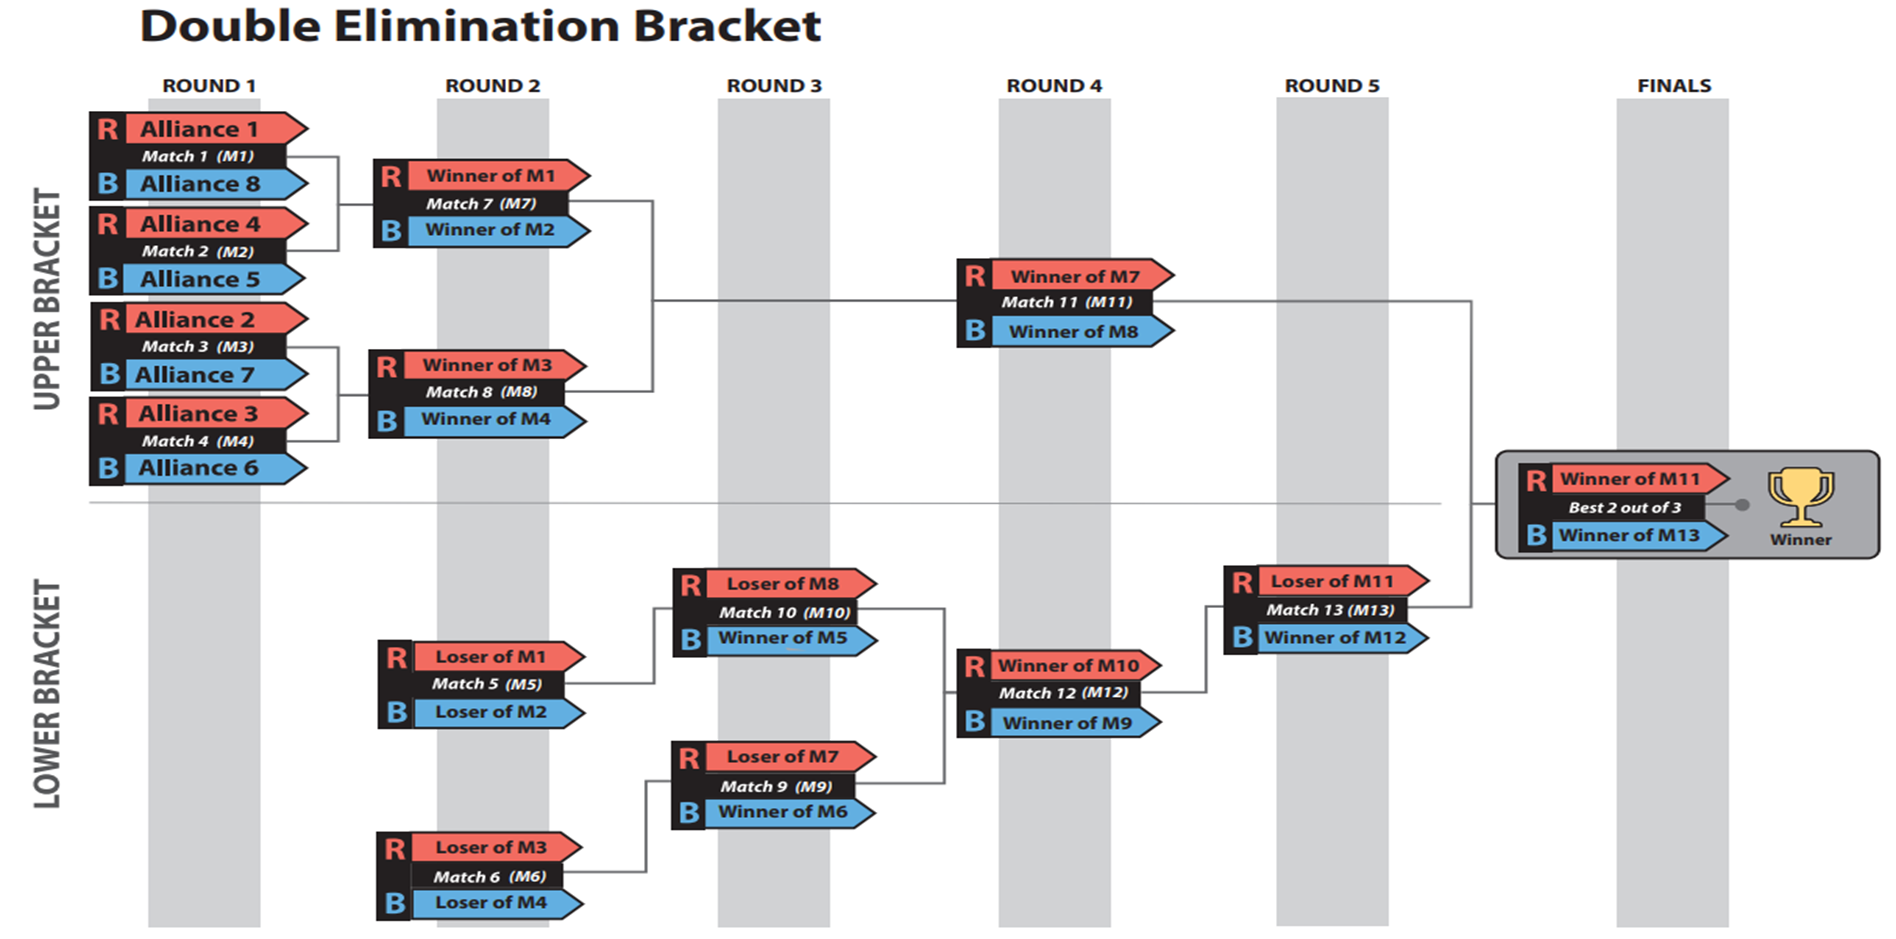 Double Elimination Bracket
ROUND 1
ROUND 2
ROUND 3
ROUND 4
ROUND 5
FINALS
UPPER BRACKET
R Alliance 1
Match 1 (M1)
B Alliance 8
R Alliance 4
Match 2 (M2)
B Alliance 5
R Alliance 2
Match 3 (M3)
B Alliance 7
R Alliance 3
Match 4 (M4)
B Alliance 6
R Winner of M1
Match 7 (M7)
B Winner of M2
R Winner of M3
Match 8 (M8)
B Winner of M4
R Winner of M7
Match 11 (M11)
B Winner of M8
R Winner of M11
Best 2 out of 3
B Winner of M13
Winner
LOWER BRACKET
R Loser of M1
Match 5 (M5)
B Loser of M2
R Loser of M3
Match 6 (M6)
B Loser of M4
R Loser of M8
Match 10 (M10)
B Winner of M5
R Loser of M7
Match 9 (M9)
B Winner of M6
R Winner of M10
Match 12 (M12)
B Winner of M9
R Loser of M11
Match 13 (M13)
B Winner of M12